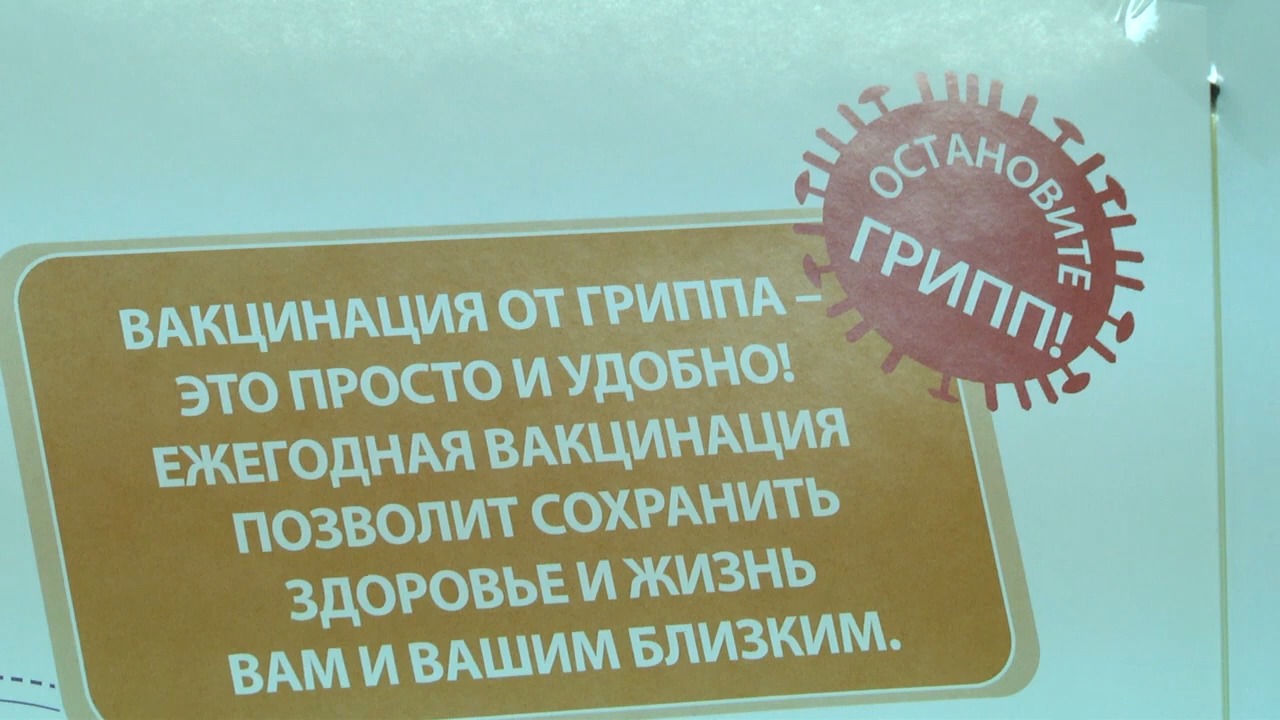 ОСТАНОВИТЕ
ГРИПП!
ВАКЦИНАЦИЯ ОТ ГРИППА –
ЭТО ПРОСТО И УДОБНО!
ЕЖЕГОДНАЯ ВАКЦИНАЦИЯ
ПОЗВОЛИТ СОХРАНИТЬ
ЗДОРОВЬЕ И ЖИЗНЬ
ВАМ И ВАШИМ БЛИЗКИМ.